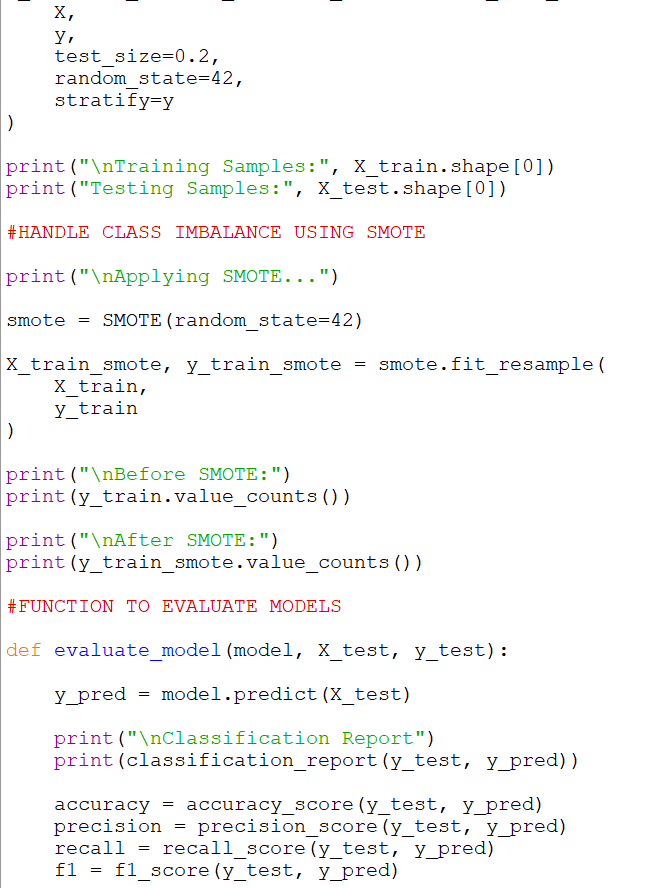 X,
    y,
    test_size=0.2,
    random_state=42,
    stratify=y
)

print("\nTraining Samples:", X_train.shape[0])
print("Testing Samples:", X_test.shape[0])

#HANDLE CLASS IMBALANCE USING SMOTE

print("\nApplying SMOTE...")

smote = SMOTE(random_state=42)

X_train_smote, y_train_smote = smote.fit_resample(
    X_train,
    y_train
)

print("\nBefore SMOTE:")
print(y_train.value_counts())

print("\nAfter SMOTE:")
print(y_train_smote.value_counts())

#FUNCTION TO EVALUATE MODELS

def evaluate_model(model, X_test, y_test):

    y_pred = model.predict(X_test)

    print("\nClassification Report")
    print(classification_report(y_test, y_pred))

    accuracy = accuracy_score(y_test, y_pred)
    precision = precision_score(y_test, y_pred)
    recall = recall_score(y_test, y_pred)
    f1 = f1_score(y_test, y_pred)